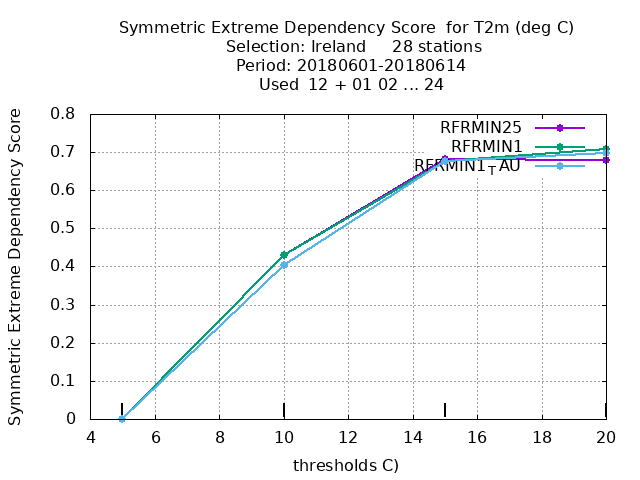 Symmetric Extreme Dependency Score for T2m (deg C)
Selection: Ireland 28 stations
Period: 20180601-20180614
Used 12 + 01 02 ... 24
Symmetric Extreme Dependency Score
0.8
0.7
0.6
0.5
0.4
0.3
0.2
0.1
0
RFRMIN25
RFRMIN1
RFRMIN1TAU
4 6 8 10 12 14 16 18 20
thresholds C)